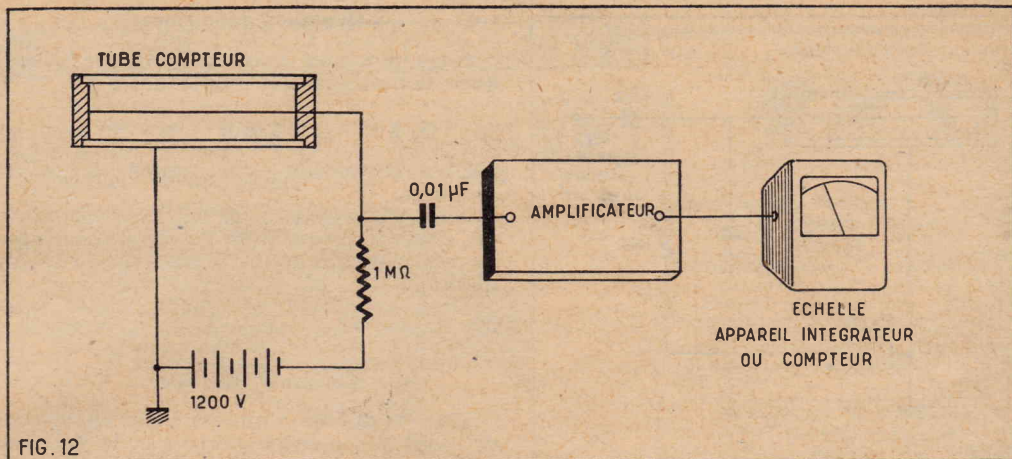 TUBE COMPTEUR
0,01 µF
AMPLIFICATEUR
1 MΩ
1200 V
ECHELLE
APPAREIL INTEGRATEUR
OU COMPTEUR
FIG. 12